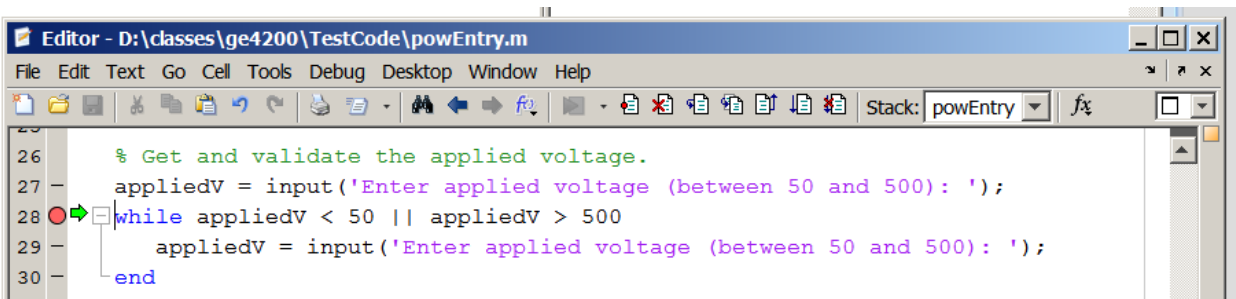 Editor - D:\classes\ge4200\TestCode\powEntry.m
File Edit Text Go Cell Tools Debug Desktop Window Help
Stack: powEntry fx
26 % Get and validate the applied voltage.
27 – appliedV = input('Enter applied voltage (between 50 and 500): ');
28 while appliedV < 50 || appliedV > 500
29 – appliedV = input('Enter applied voltage (between 50 and 500): ');
30 – end